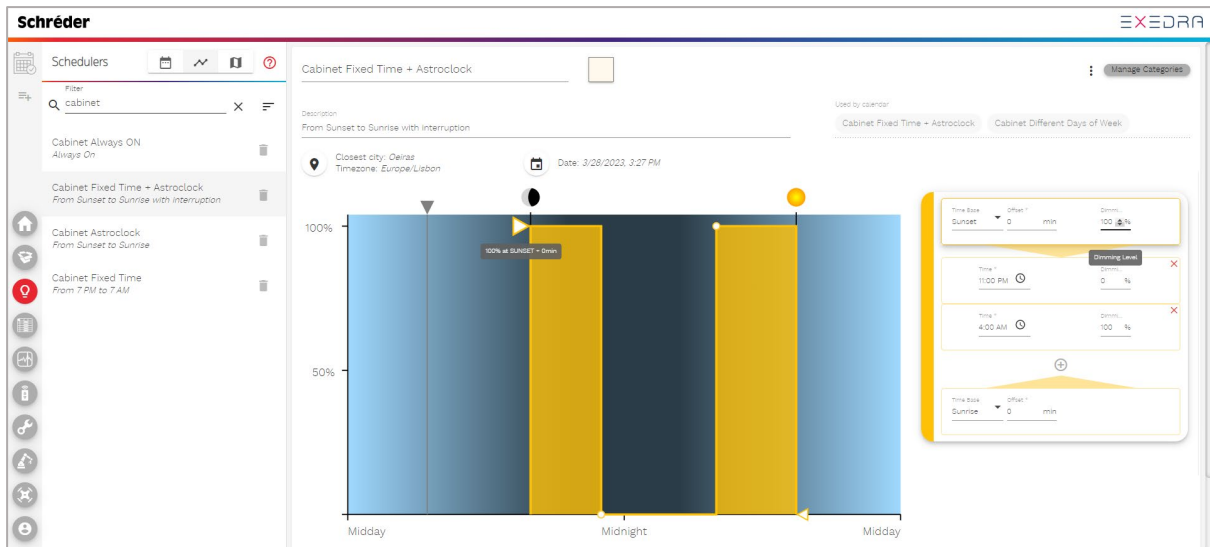 Schréder
EXEDRA
Schedulers
Filter
cabinet
Cabinet Always ON
Always On
Cabinet Fixed Time + Astroclock
From Sunset to Sunrise with interruption
Cabinet Astroclock
From Sunset to Sunrise
Cabinet Fixed Time
From 7 PM to 7 AM
Cabinet Fixed Time + Astroclock
Manage Categories
Description
From Sunset to Sunrise with interruption
Used by calendar
Cabinet Fixed Time + Astroclock Cabinet Different Days of Week
Closest city: Oeiras
Timezone: Europe/Lisbon
Date: 3/28/2023, 3:27 PM
100%
50%
100% at SUNSET + 0min
Midday Midnight Midday
Time Base Offset * Dimmi...
Sunset 0 min 100 %
Dimming Level
Time * Dimmi...
11:00 PM 0 %
Time * Dimmi...
4:00 AM 100 %
Time Base Offset *
Sunrise 0 min